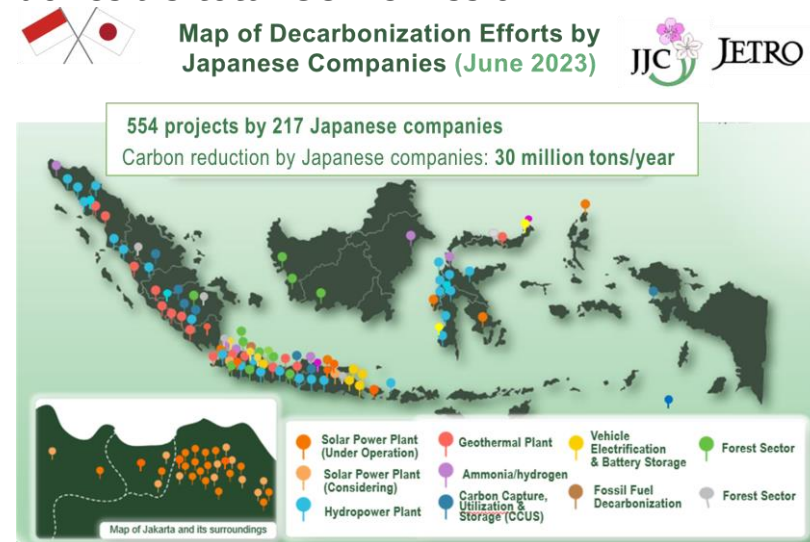 Map of Decarbonization Efforts by
Japanese Companies (June 2023)
JJC
JETRO
554 projects by 217 Japanese companies
Carbon reduction by Japanese companies: 30 million tons/year
Solar Power Plant
(Under Operation)
Solar Power Plant
(Considering)
Hydropower Plant
Geothermal Plant
Ammonia/hydrogen
Carbon Capture,
Utilization &
Storage (CCUS)
Vehicle
Electrification
& Battery Storage
Fossil Fuel
Decarbonization
Forest Sector
Forest Sector
Map of Jakarta and its surroundings